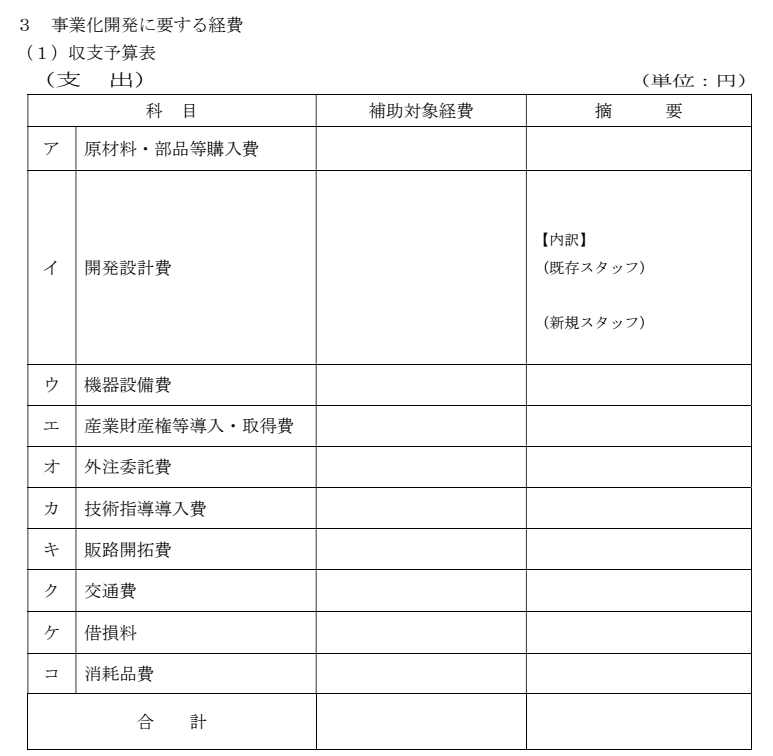 ３　事業化開発に要する経費
（１）収支予算表
（支　出）　（単位：円）
科　目　補助対象経費　摘　要
ア　原材料・部品等購入費
【内訳】
イ　開発設計費　（既存スタッフ）
（新規スタッフ）
ウ　機器設備費
エ　産業財産権等導入・取得費
オ　外注委託費
カ　技術指導導入費
キ　販路開拓費
ク　交通費
ケ　借損料
コ　消耗品費
合　計